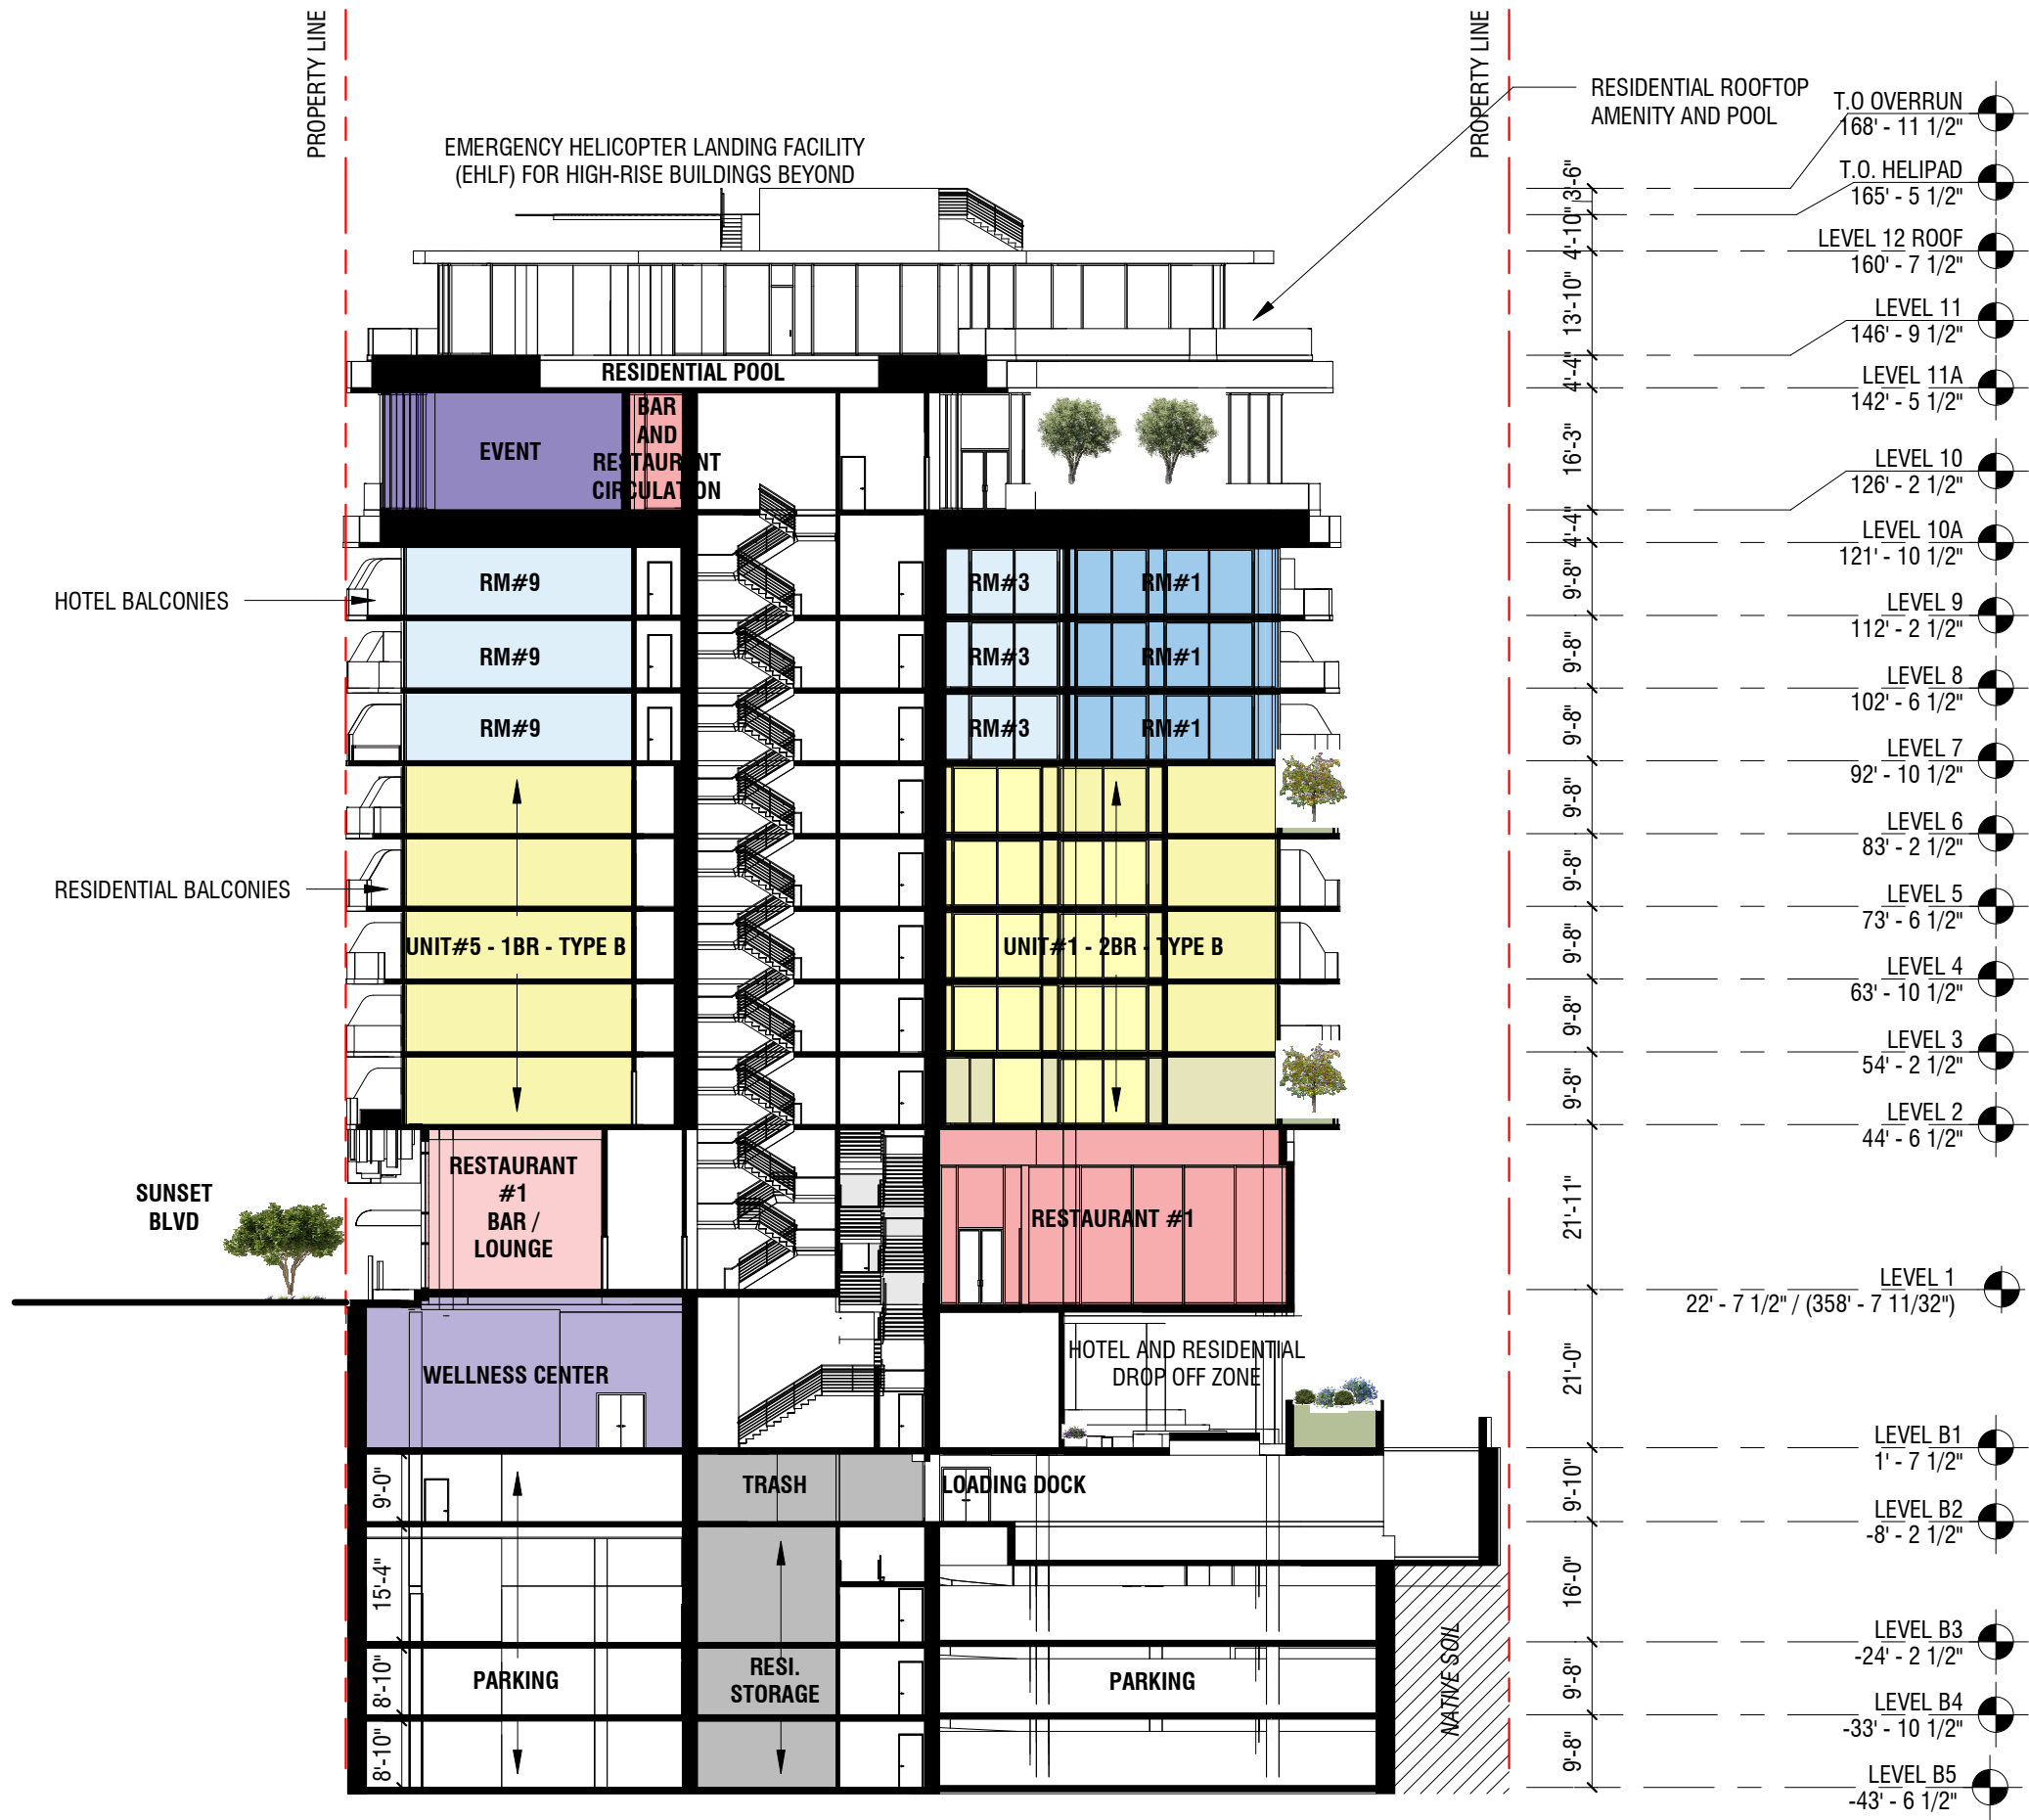 PROPERTY LINE
PROPERTY LINE
EMERGENCY HELICOPTER LANDING FACILITY
(EHLF) FOR HIGH-RISE BUILDINGS BEYOND
RESIDENTIAL ROOFTOP
AMENITY AND POOL
T.O OVERRUN
168' - 11 1/2"
3'-6"
T.O. HELIPAD
165' - 5 1/2"
4'-10"
LEVEL 12 ROOF
160' - 7 1/2"
13'-10"
LEVEL 11
146' - 9 1/2"
4'-4"
LEVEL 11A
142' - 5 1/2"
16'-3"
LEVEL 10
126' - 2 1/2"
4'-4"
LEVEL 10A
121' - 10 1/2"
9'-8"
LEVEL 9
112' - 2 1/2"
9'-8"
LEVEL 8
102' - 6 1/2"
9'-8"
LEVEL 7
92' - 10 1/2"
9'-8"
LEVEL 6
83' - 2 1/2"
9'-8"
LEVEL 5
73' - 6 1/2"
9'-8"
LEVEL 4
63' - 10 1/2"
9'-8"
LEVEL 3
54' - 2 1/2"
9'-8"
LEVEL 2
44' - 6 1/2"
21'-11"
LEVEL 1
22' - 7 1/2" / (358' - 7 11/32")
21'-0"
LEVEL B1
1' - 7 1/2"
9'-10"
LEVEL B2
-8' - 2 1/2"
16'-0"
LEVEL B3
-24' - 2 1/2"
9'-8"
LEVEL B4
-33' - 10 1/2"
9'-8"
LEVEL B5
-43' - 6 1/2"
RESIDENTIAL POOL
EVENT
BAR
AND
RESTAURENT
CIRCULATION
HOTEL BALCONIES
RM#9
RM#3
RM#1
RM#9
RM#3
RM#1
RM#9
RM#3
RM#1
RESIDENTIAL BALCONIES
UNIT#5 - 1BR - TYPE B
UNIT#1 - 2BR - TYPE B
SUNSET
BLVD
RESTAURANT
#1
BAR /
LOUNGE
RESTAURANT #1
WELLNESS CENTER
HOTEL AND RESIDENTIAL
DROP OFF ZONE
9'-0"
TRASH
LOADING DOCK
15'-4"
8'-10"
PARKING
RESI.
STORAGE
PARKING
NATIVE SOIL
8'-10"